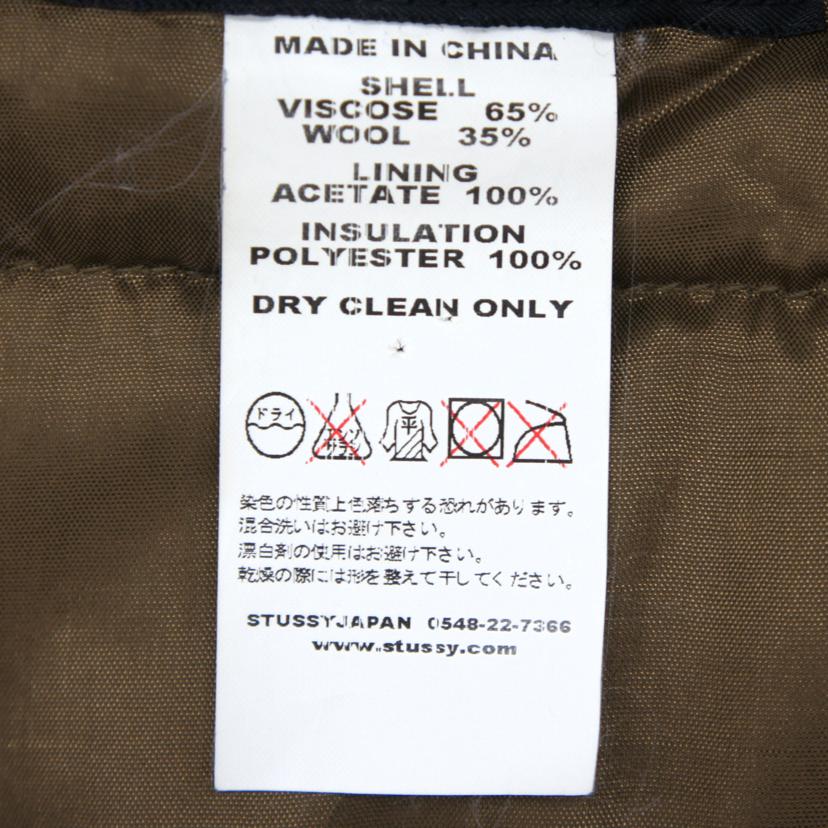 MADE IN CHINA
SHELL
VISCOSE 65%
WOOL 35%
LINING
ACETATE 100%
INSULATION
POLYESTER 100%
DRY CLEAN ONLY
ドライ 平
染色の性質上色落ちする恐れがあります。
混合洗いはお避け下さい。
漂白剤の使用はお避け下さい。
乾燥の際には形を整えて干してください。
STUSSYJAPAN 0548-22-7366
www.stussy.com